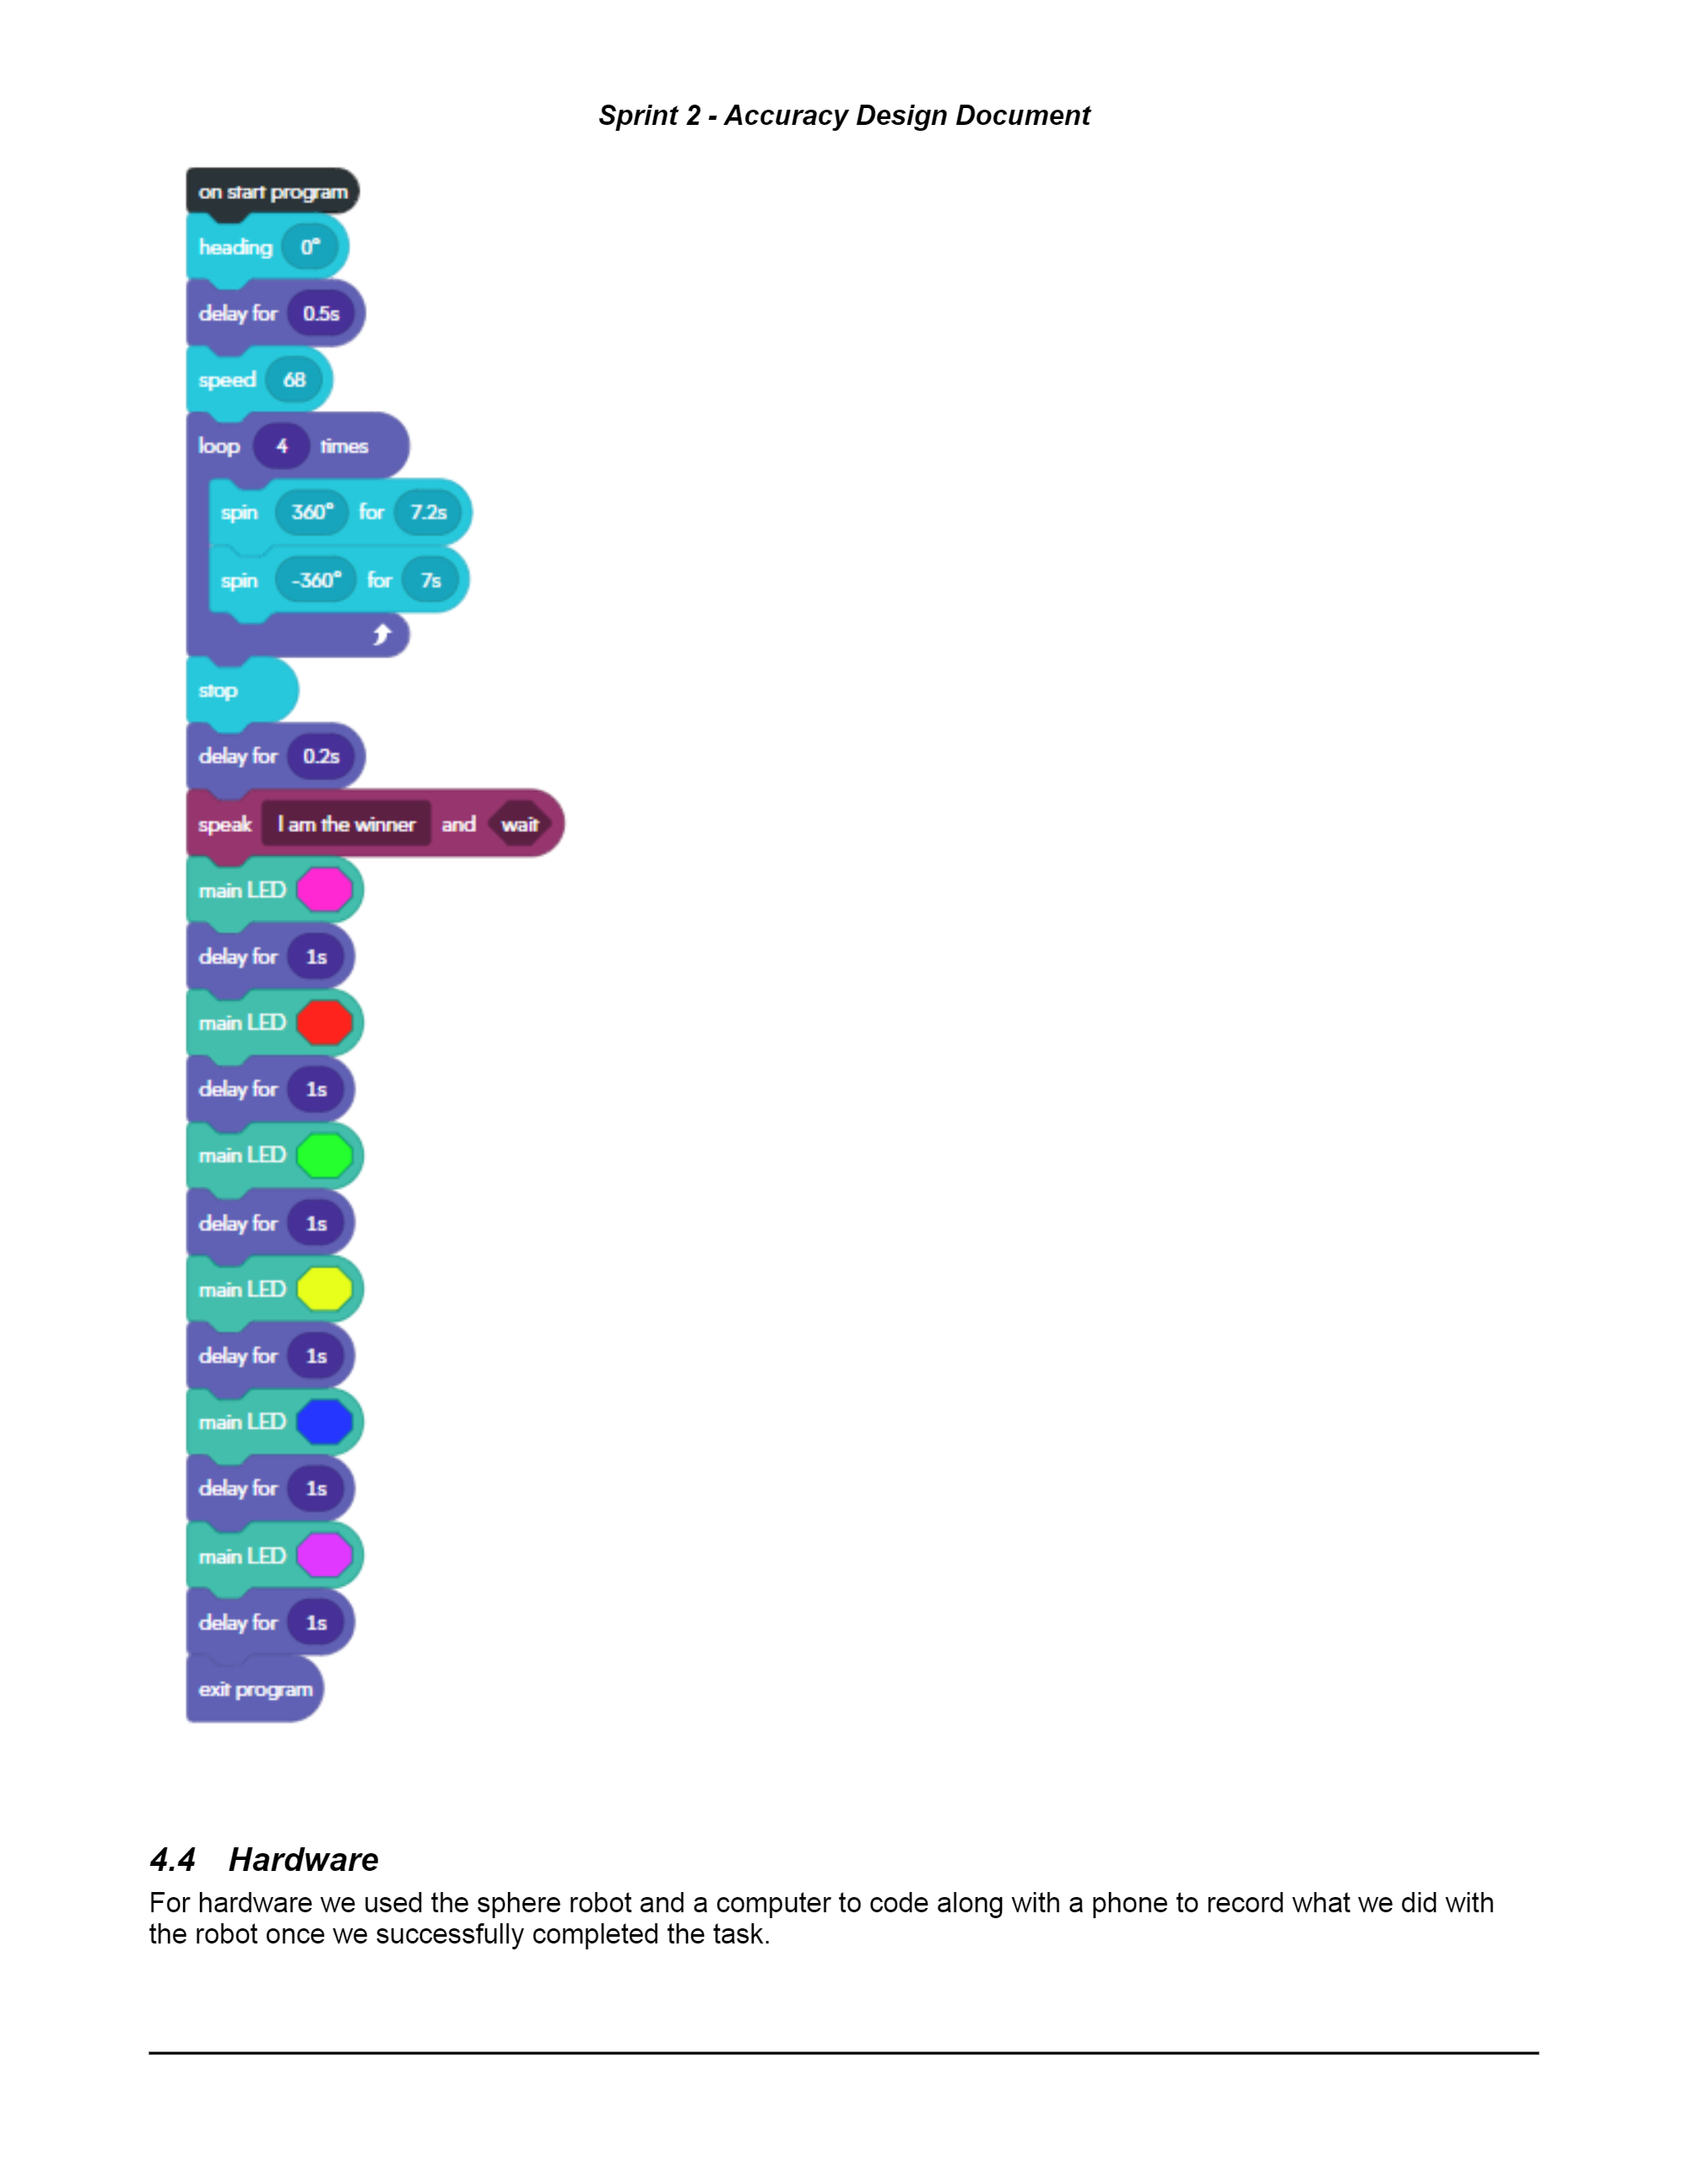 Sprint 2 - Accuracy Design Document
on start program
heading 0°
delay for 0.5s
speed 68
loop 4 times
spin 360° for 7.2s
spin -360° for 7s
stop
delay for 0.2s
speak I am the winner and wait
main LED
delay for 1s
main LED
delay for 1s
main LED
delay for 1s
main LED
delay for 1s
main LED
delay for 1s
main LED
delay for 1s
exit program
4.4 Hardware
For hardware we used the sphere robot and a computer to code along with a phone to record what we did with
the robot once we successfully completed the task.